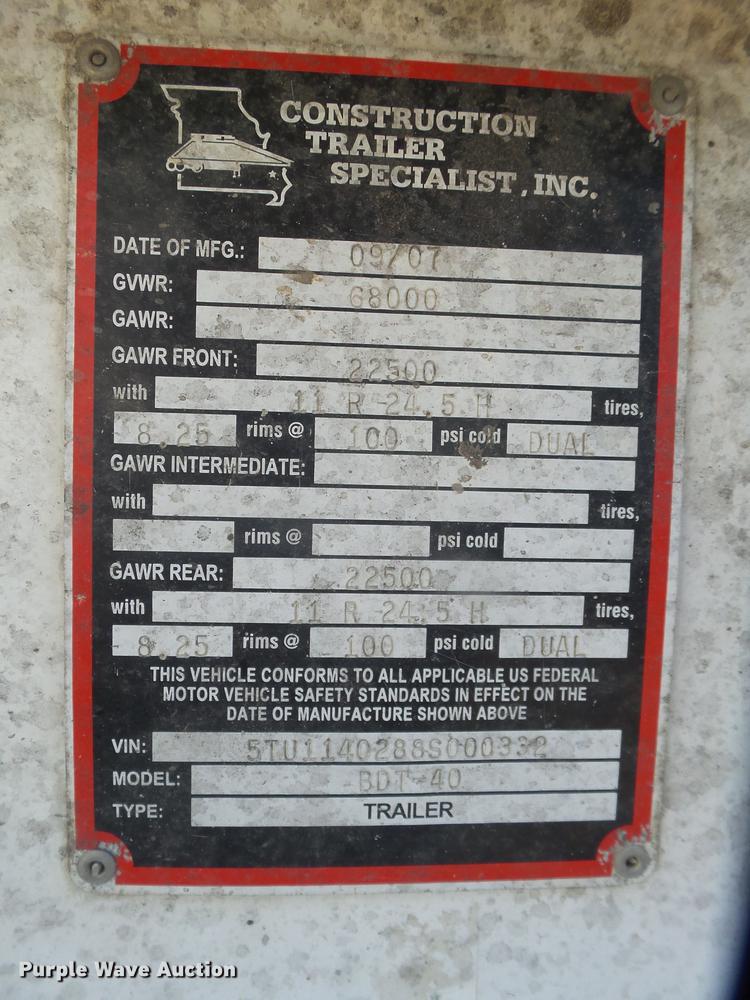 CONSTRUCTION
TRAILER
SPECIALIST, INC.
DATE OF MFG.: 09/07
GVWR: 68000
GAWR:
GAWR FRONT: 22500
with 11 R 24.5 H tires,
8.25 rims @ 100 psi cold DUAL
GAWR INTERMEDIATE:
with tires,
rims @ psi cold
GAWR REAR: 22500
with 11 R 24.5 H tires,
8.25 rims @ 100 psi cold DUAL
THIS VEHICLE CONFORMS TO ALL APPLICABLE US FEDERAL
MOTOR VEHICLE SAFETY STANDARDS IN EFFECT ON THE
DATE OF MANUFACTURE SHOWN ABOVE
VIN: 5TU1140288S000332
MODEL: BDT-40
TYPE: TRAILER
Purple Wave Auction